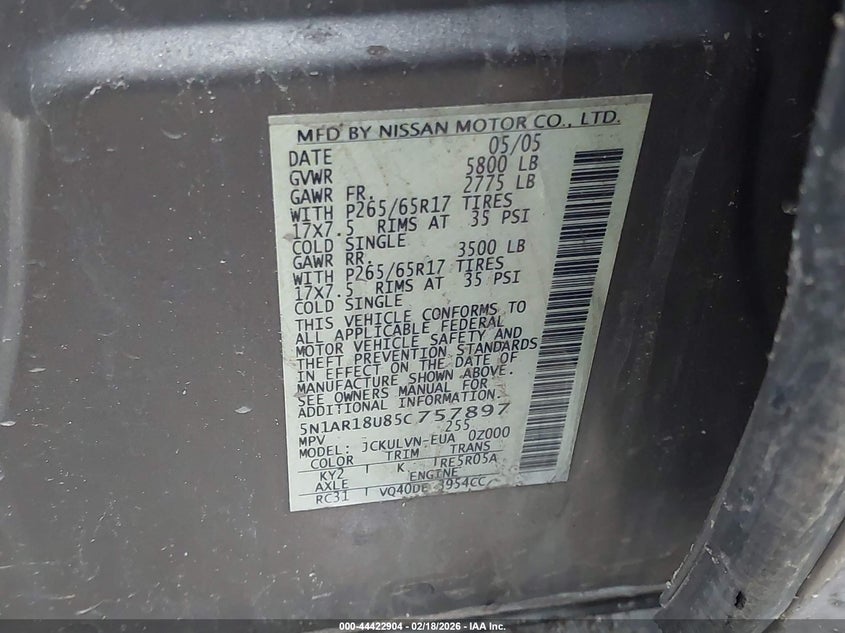 MFD BY NISSAN MOTOR CO., LTD.
DATE 05/05
GVWR 5800 LB
GAWR FR. 2775 LB
WITH P265/65R17 TIRES
17X7.5 RIMS AT 35 PSI
COLD SINGLE
GAWR RR. 3500 LB
WITH P265/65R17 TIRES
17X7.5 RIMS AT 35 PSI
COLD SINGLE
THIS VEHICLE CONFORMS TO
ALL APPLICABLE FEDERAL
MOTOR VEHICLE SAFETY AND
THEFT PREVENTION STANDARDS
IN EFFECT ON THE DATE OF
MANUFACTURE SHOWN ABOVE.
SEE OWNERS MANUAL FOR
ADDITIONAL INFORMATION.
5N1AR18U85C757897
MPV 255
MODEL: JCKULVN-EUA 0Z000
COLOR TRIM TRANS
KY2 K RE5R05A
AXLE ENGINE
RC31 VQ40DE 3954CC
000-44422904 - 02/18/2026 - IAA Inc.